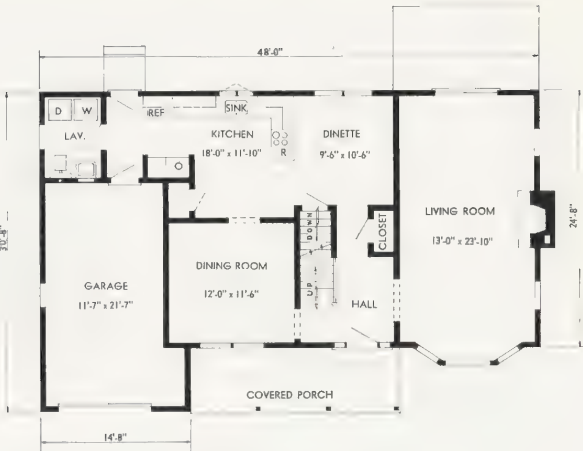 48'-0"
D
W
REF
SINK
LAV.
KITCHEN
18'-0" x 11'-10"
R
DINETTE
9'-6" x 10'-6"
30'-8"
24'-8"
DOWN
CLOSET
LIVING ROOM
13'-0" x 23'-10"
GARAGE
11'-7" x 21'-7"
DINING ROOM
12'-0" x 11'-6"
UP
HALL
COVERED PORCH
14'-8"